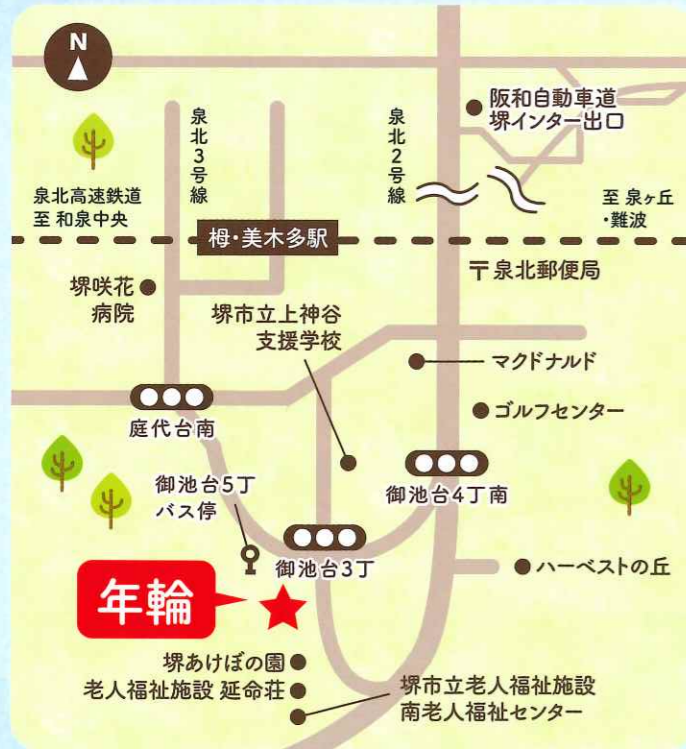 N
阪和自動車道
堺インター出口
泉北3号線
泉北2号線
泉北高速鉄道
至 和泉中央
至 泉ヶ丘
・難波
栂・美木多駅
〒泉北郵便局
堺咲花
病院
堺市立上神谷
支援学校
マクドナルド
ゴルフセンター
庭代台南
御池台5丁
バス停
御池台4丁南
御池台3丁
ハーベストの丘
年輪
堺あけぼの園
老人福祉施設 延命荘
堺市立老人福祉施設
南老人福祉センター